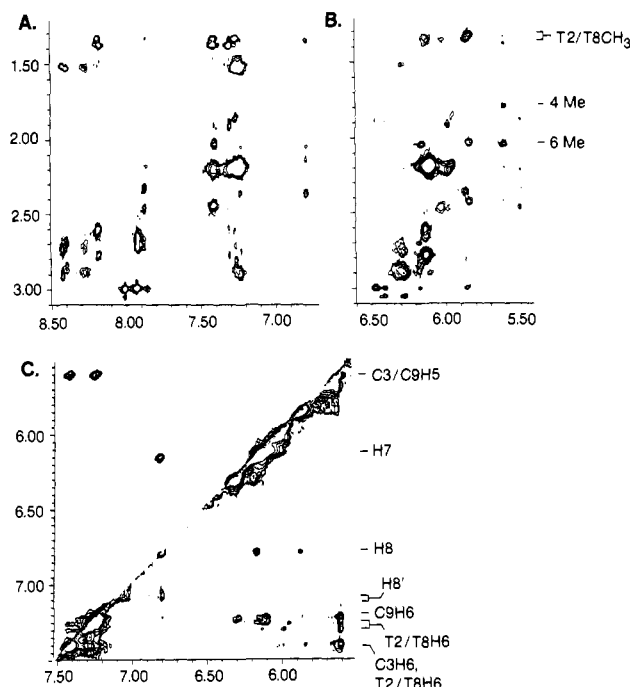 A.
1.50
2.00
2.50
3.00
8.50 8.00 7.50 7.00
B.
T2/T8CH₃
4 Me
6 Me
6.50 6.00 5.50
C.
C3/C9H5
6.00
H7
6.50
H8
7.00
H8'
C9H6
T2/T8H6
C3H6,
T2/T8H6
7.50 7.00 6.50 6.00